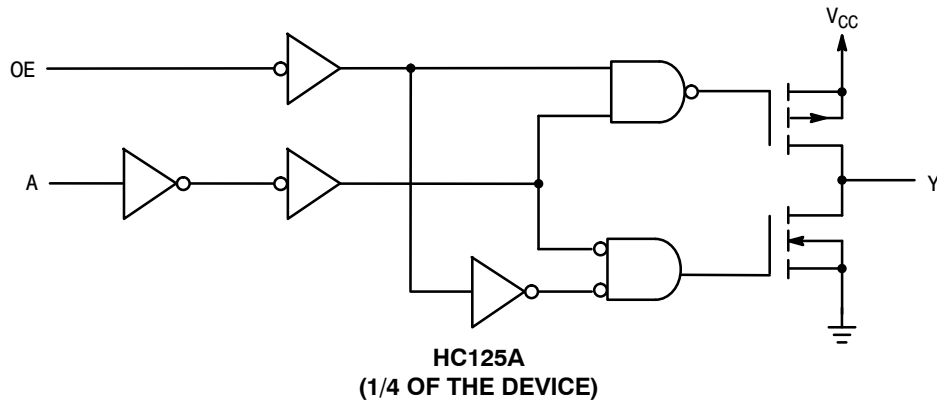 V_CC
OE
A
Y
HC125A
(1/4 OF THE DEVICE)